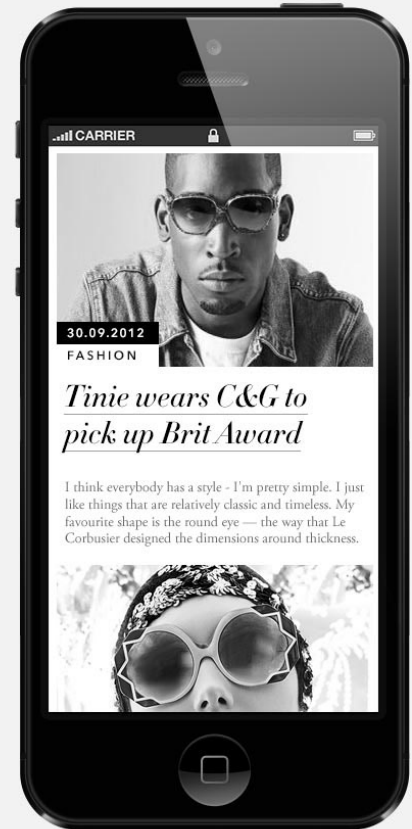 CARRIER
30.09.2012
FASHION
Tinie wears C&G to
pick up Brit Award
I think everybody has a style - I'm pretty simple. I just
like things that are relatively classic and timeless. My
favourite shape is the round eye — the way that Le
Corbusier designed the dimensions around thickness.